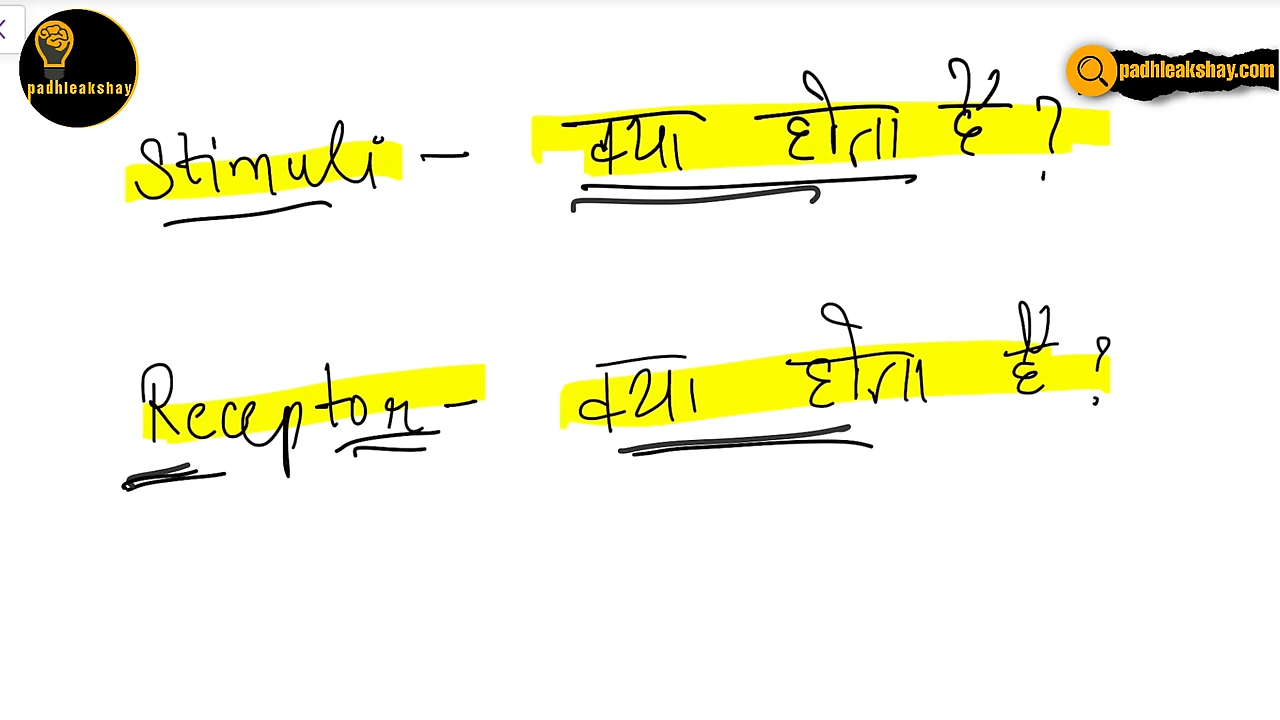 padhleakshay
padhleakshay.com
Stimuli - क्या होता है ?
Receptor - क्या होता है ?